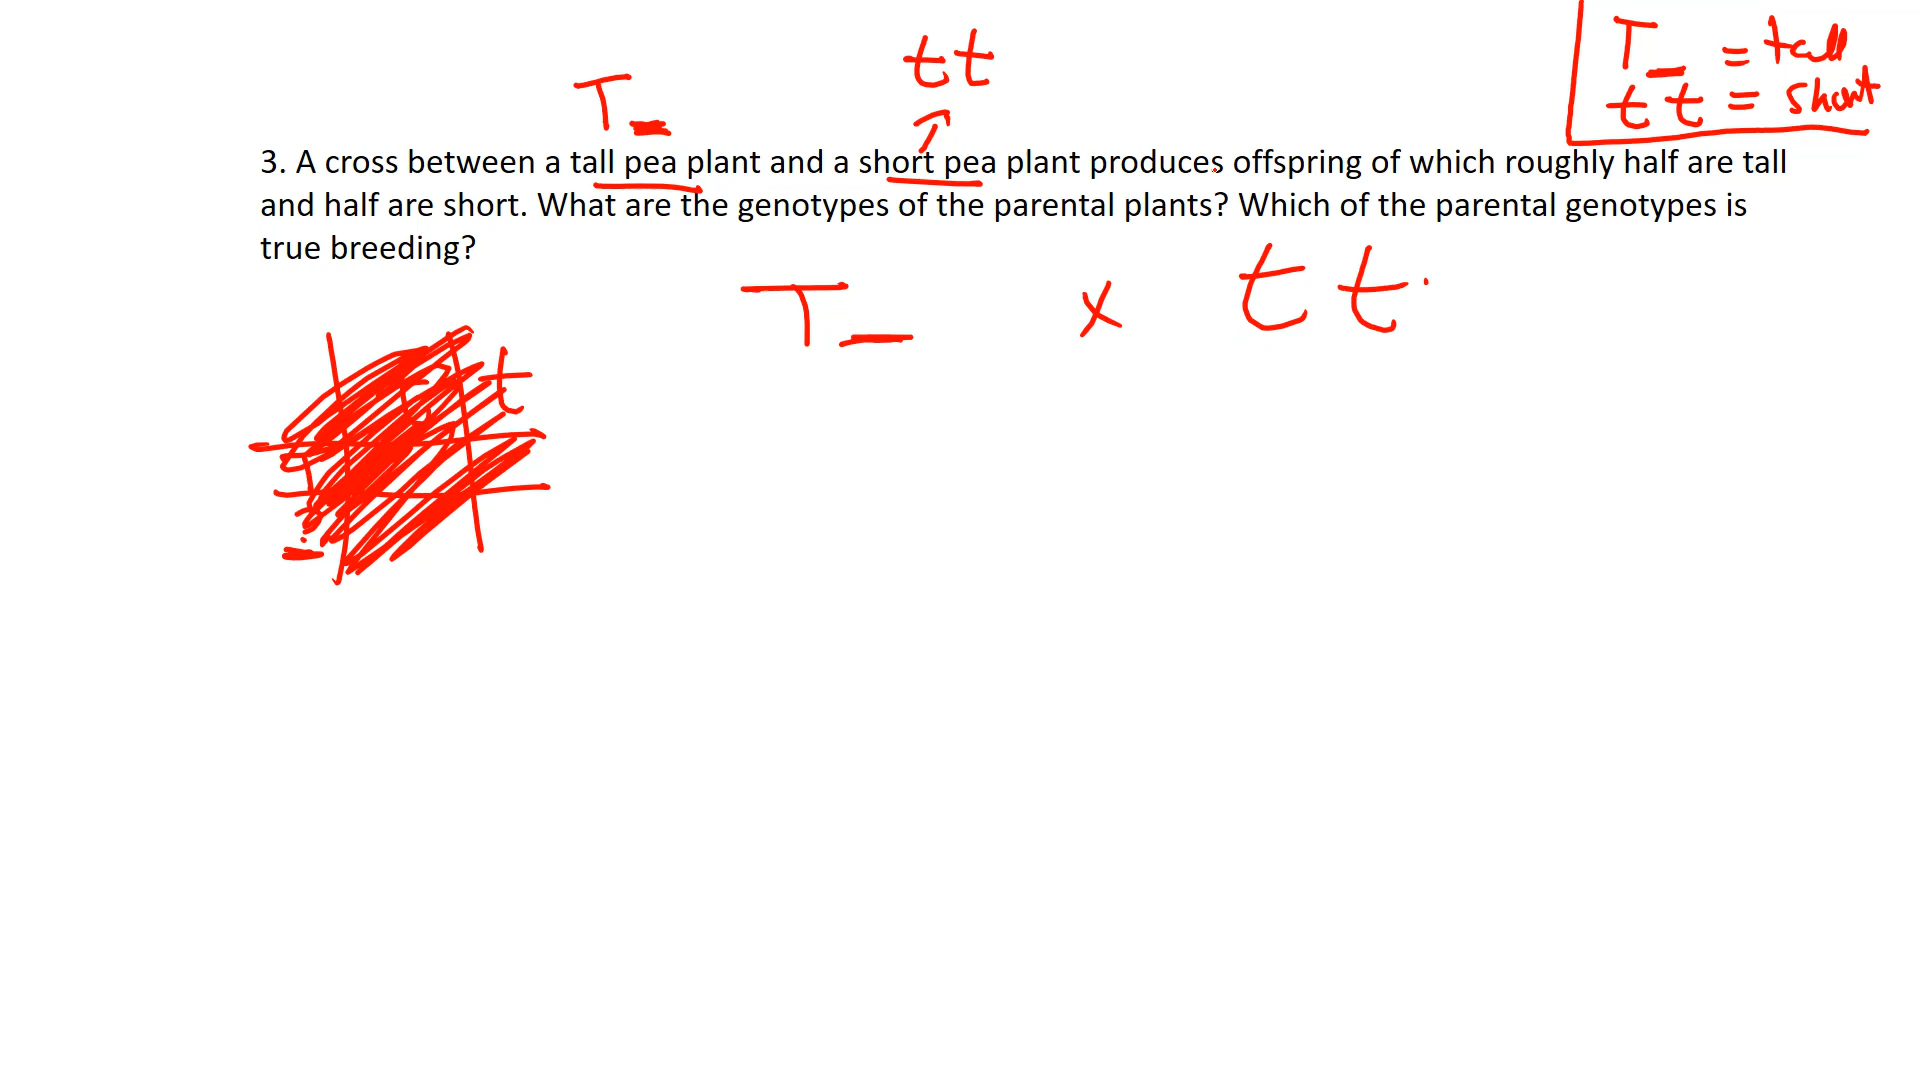 T_ = tall
tt = short
T_ tt
3. A cross between a tall pea plant and a short pea plant produces offspring of which roughly half are tall
and half are short. What are the genotypes of the parental plants? Which of the parental genotypes is
true breeding?
T_ x tt
t